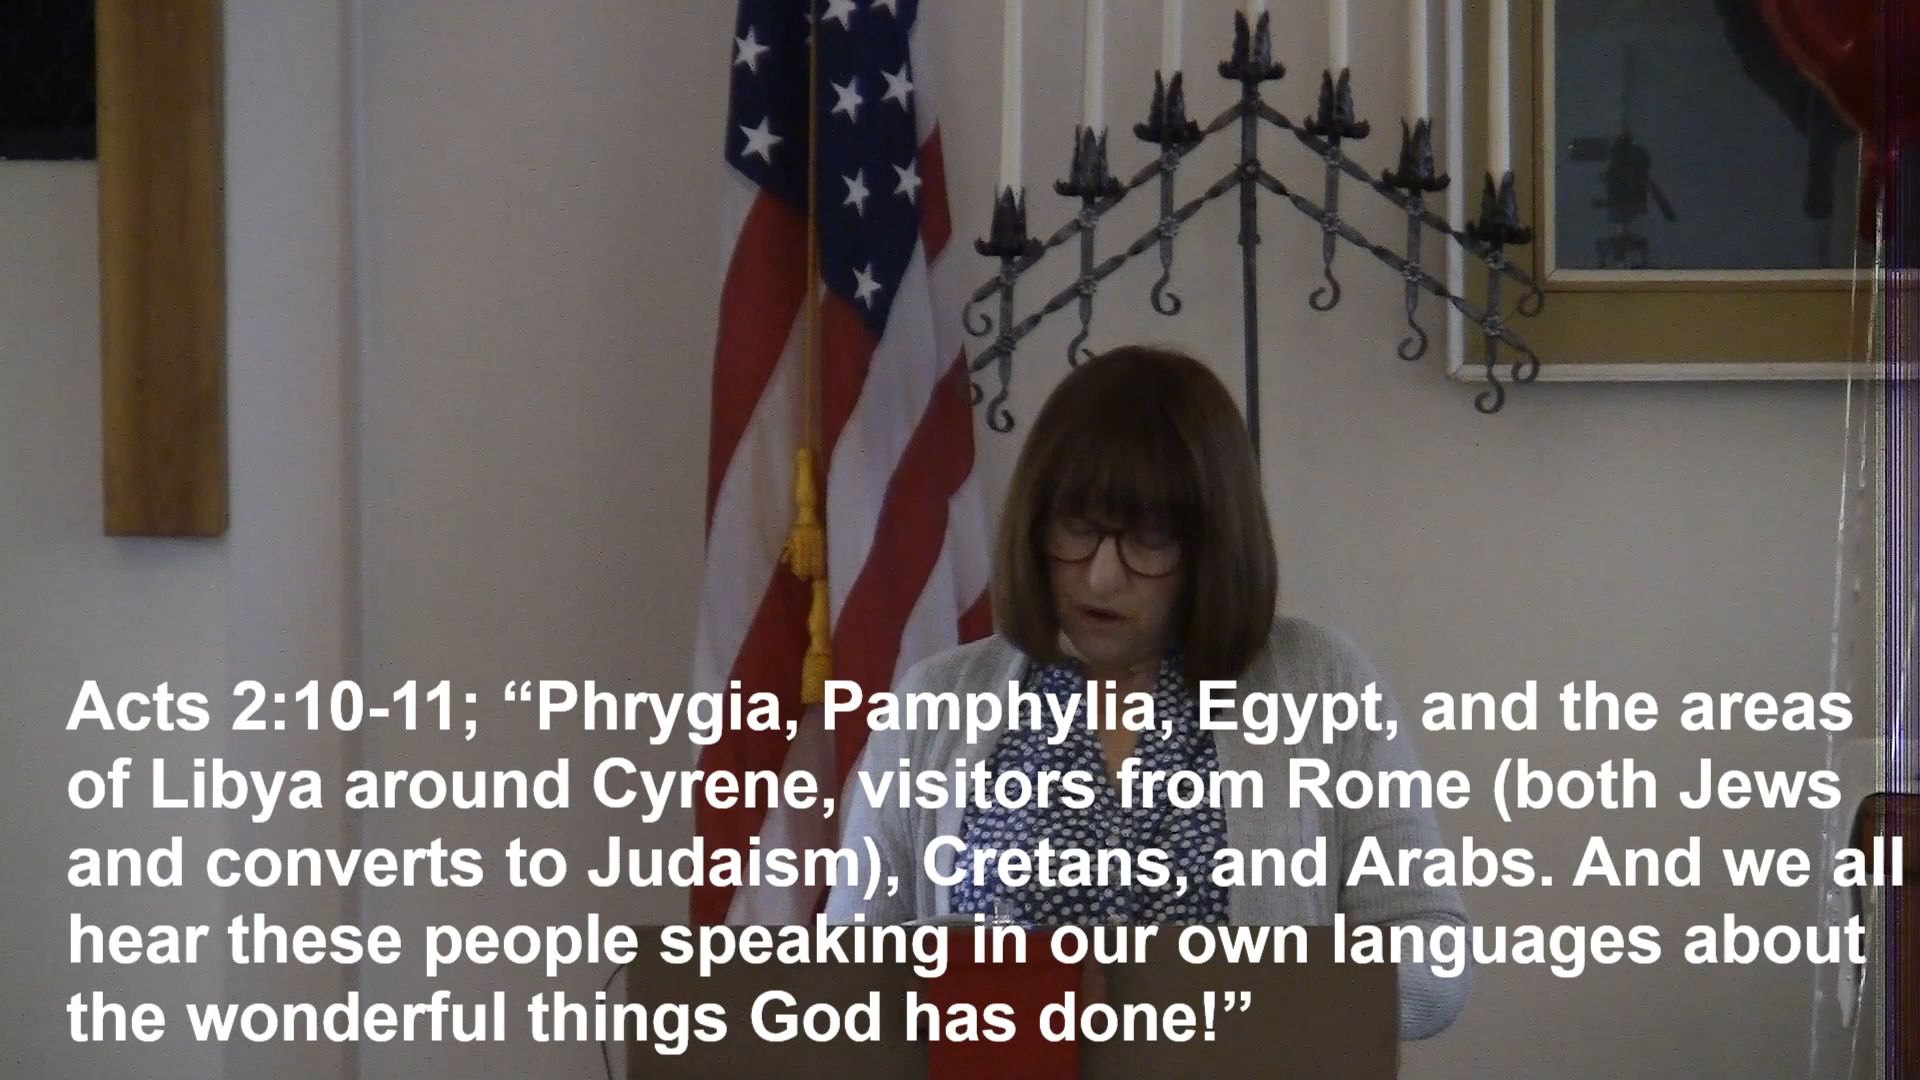 Acts 2:10-11; “Phrygia, Pamphylia, Egypt, and the areas
of Libya around Cyrene, visitors from Rome (both Jews
and converts to Judaism), Cretans, and Arabs. And we all
hear these people speaking in our own languages about
the wonderful things God has done!”